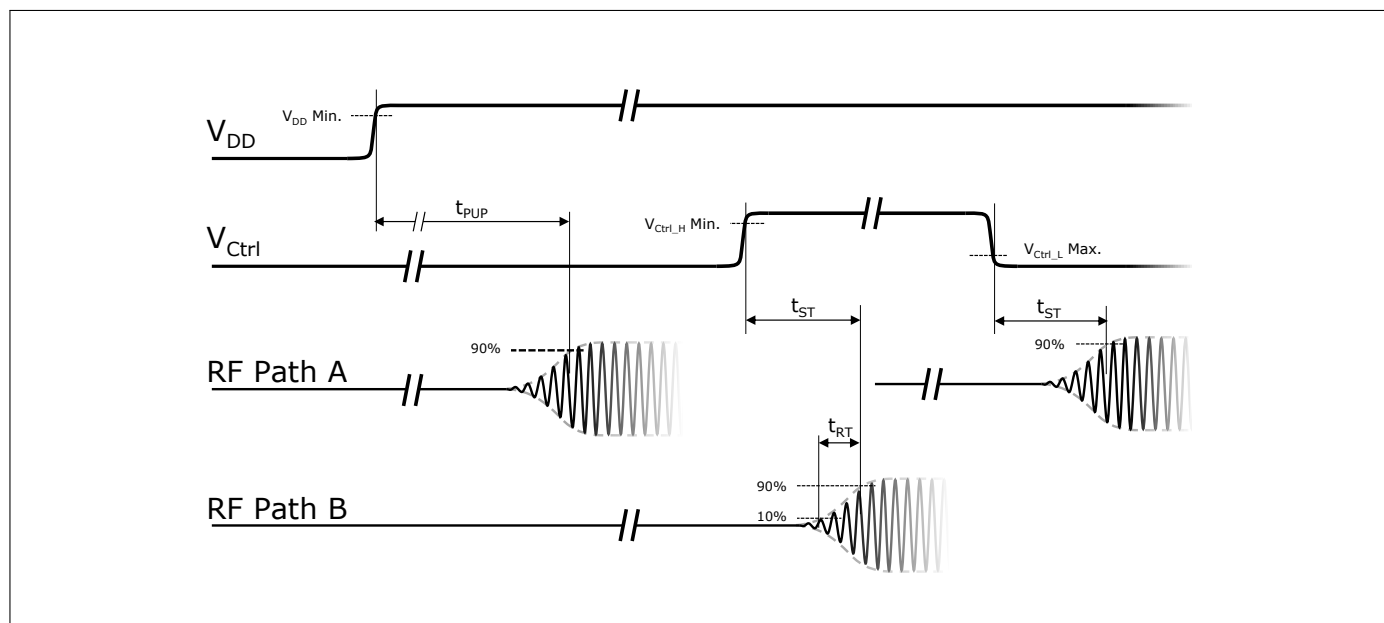 V_DD Min.
V_DD
t_PUP
V_Ctrl_H Min.
V_Ctrl
V_Ctrl_L Max.
t_ST
t_ST
90%
90%
RF Path A
t_RT
90%
RF Path B
10%